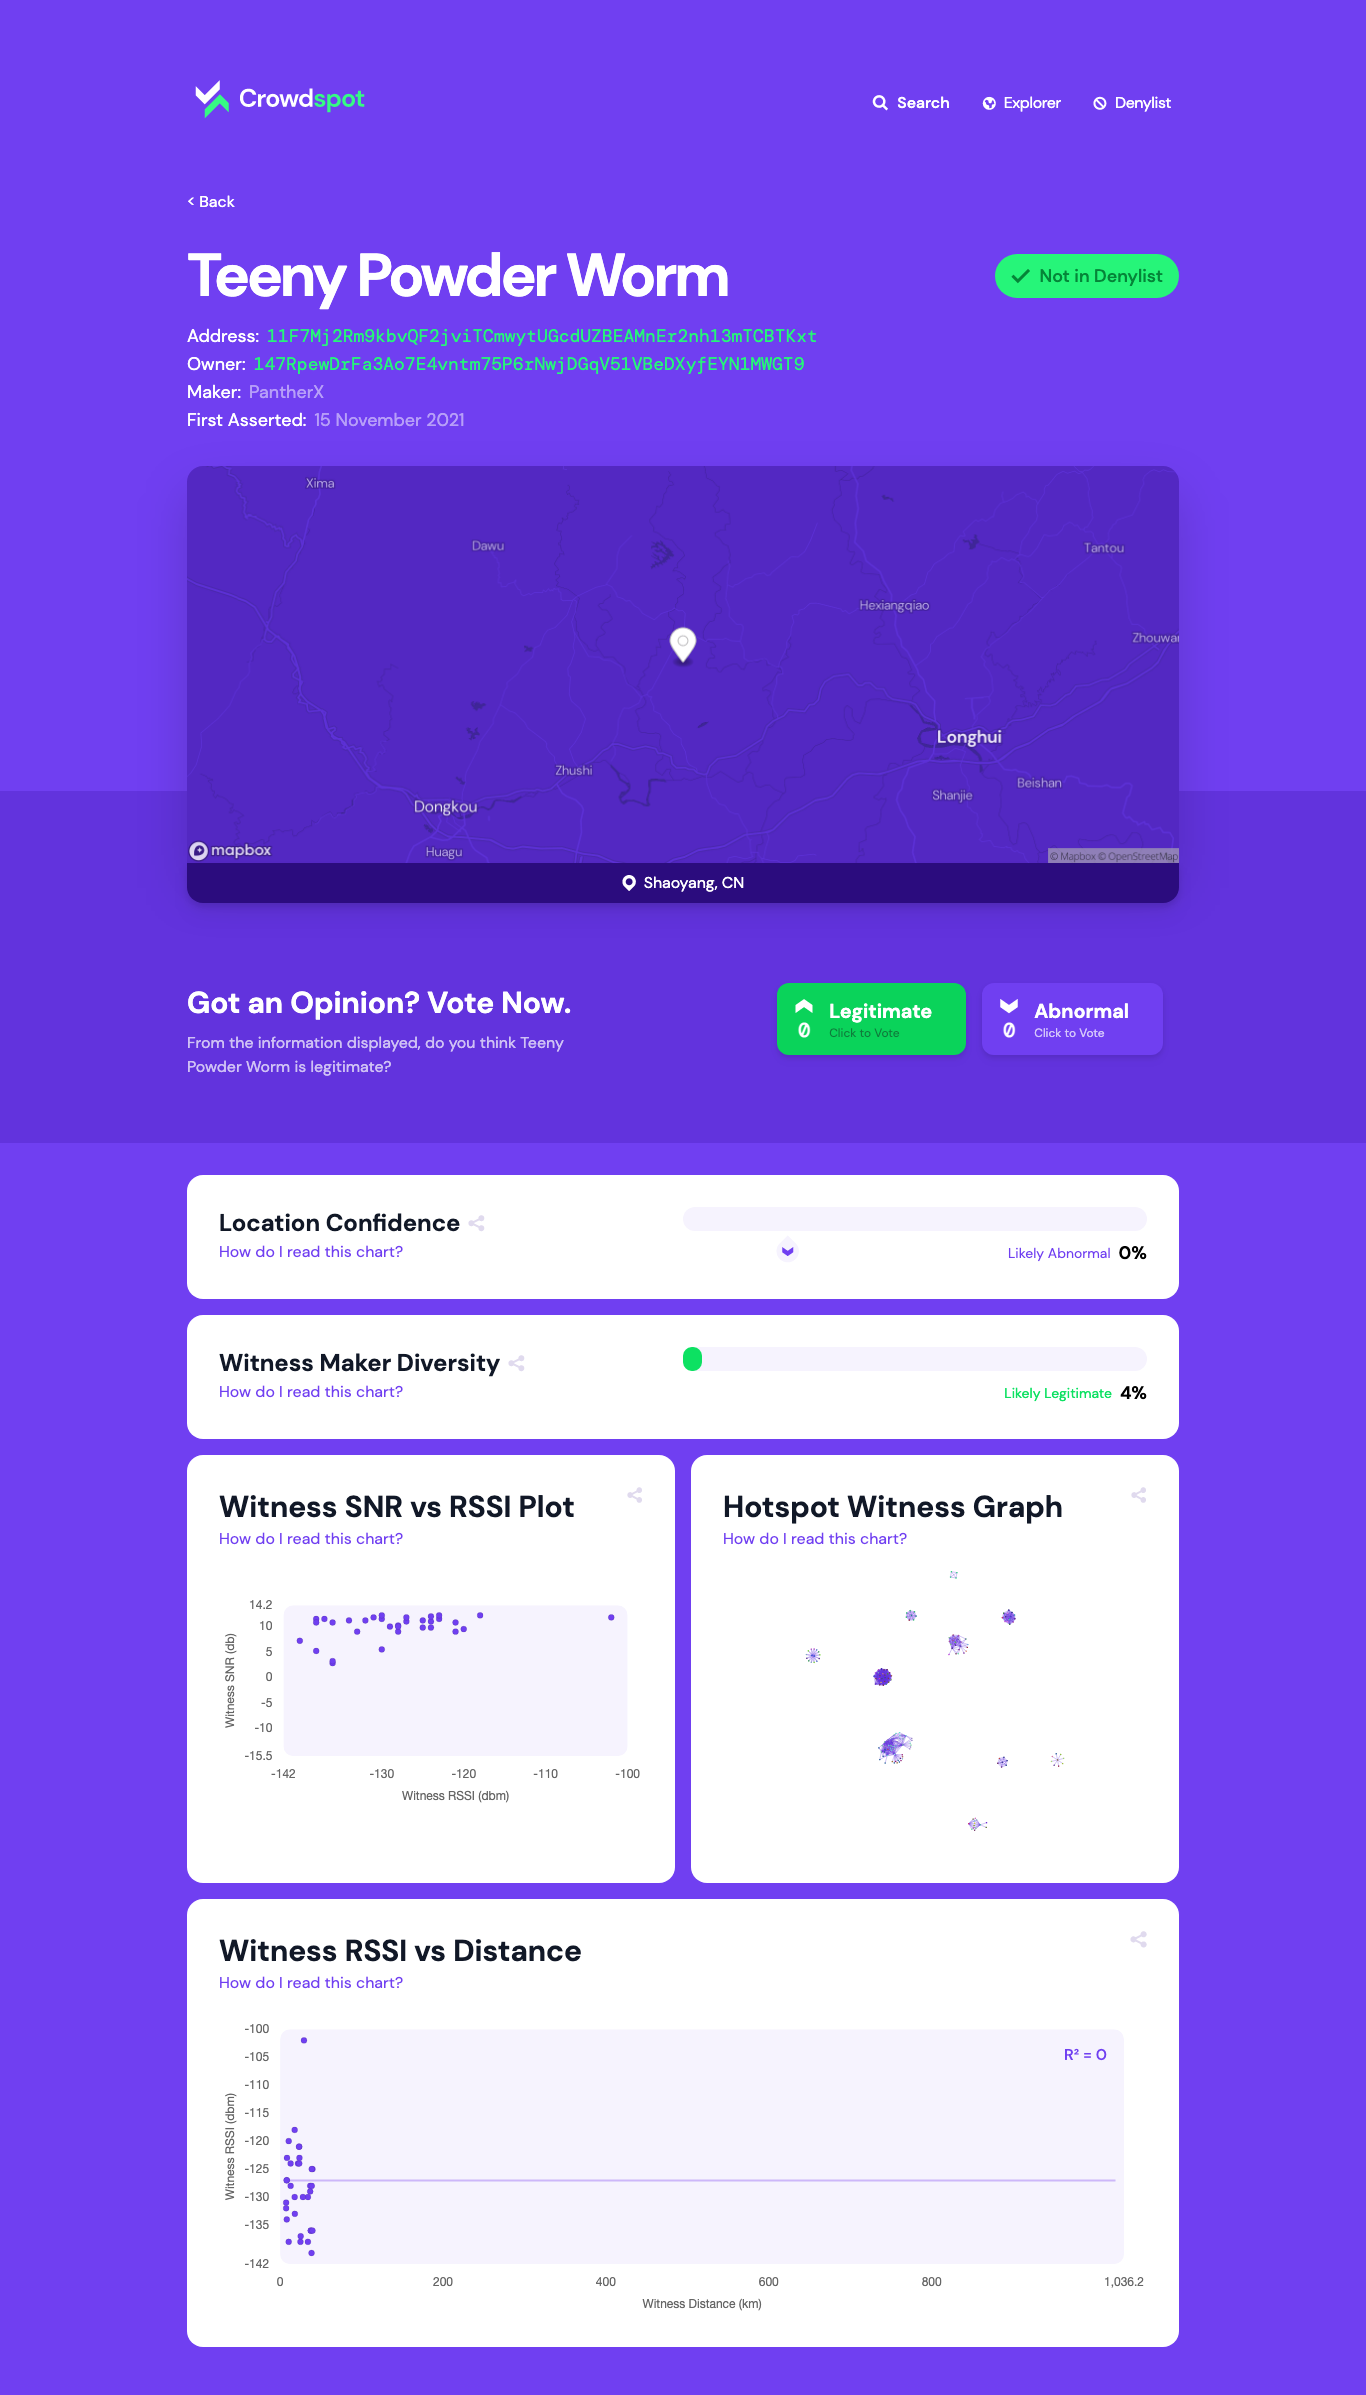 Crowdspot
Search
Explorer
Denylist
< Back
Teeny Powder Worm
Not in Denylist
Address: 11F7Mj2Rm9kbvQF2jviTCmwytUGcdUZBEAMnEr2nh13mTCBTKxt
Owner: 147RpewDrFa3Ao7E4vntm75P6rNwjDGqV51VBeDXyfEYN1MWGT9
Maker: PantherX
First Asserted: 15 November 2021
Xima
Dawu
Tantou
Hexiangqiao
Zhouwan
Longhui
Zhushi
Beishan
Shanjie
Dongkou
Huagu
mapbox
© Mapbox © OpenStreetMap
Shaoyang, CN
Got an Opinion? Vote Now.
From the information displayed, do you think Teeny
Powder Worm is legitimate?
Legitimate
0
Click to Vote
Abnormal
0
Click to Vote
Location Confidence
How do I read this chart?
Likely Abnormal 0%
Witness Maker Diversity
How do I read this chart?
Likely Legitimate 4%
Witness SNR vs RSSI Plot
How do I read this chart?
14.2
10
5
0
-5
-10
-15.5
Witness SNR (db)
-142
-130
-120
-110
-100
Witness RSSI (dbm)
Hotspot Witness Graph
How do I read this chart?
Witness RSSI vs Distance
How do I read this chart?
-100
-105
-110
-115
-120
-125
-130
-135
-142
Witness RSSI (dbm)
R² = 0
0
200
400
600
800
1,036.2
Witness Distance (km)